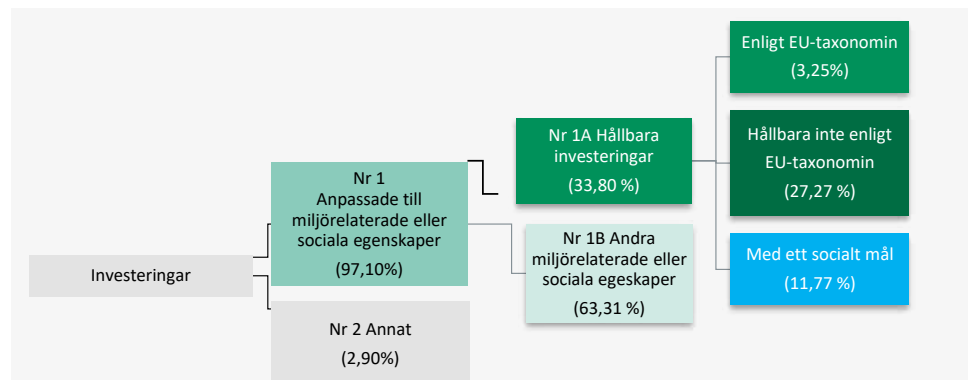 Investeringar
Nr 1
Anpassade till
miljörelaterade eller
sociala egenskaper
(97,10%)
Nr 2 Annat
(2,90%)
Nr 1A Hållbara
investeringar
(33,80 %)
Nr 1B Andra
miljörelaterade eller
sociala egeskaper
(63,31 %)
Enligt EU-taxonomin
(3,25%)
Hållbara inte enligt
EU-taxonomin
(27,27 %)
Med ett socialt mål
(11,77 %)